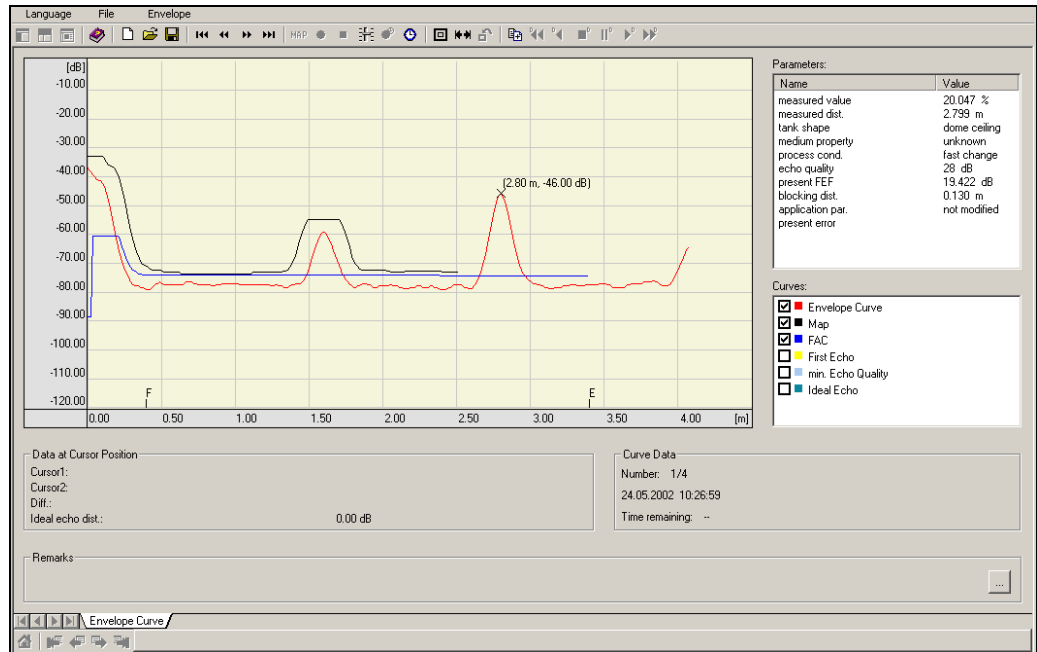 Language File Envelope
MAP
[dB]
-10.00
-20.00
-30.00
-40.00
-50.00
-60.00
-70.00
-80.00
-90.00
-100.00
-110.00
-120.00
(2.80 m, -46.00 dB)
F
E
0.00 0.50 1.00 1.50 2.00 2.50 3.00 3.50 4.00 [m]
Parameters:
Name Value
measured value 20.047 %
measured dist. 2.799 m
tank shape dome ceiling
medium property unknown
process cond. fast change
echo quality 28 dB
present FEF 19.422 dB
blocking dist. 0.130 m
application par. not modified
present error
Curves:
Envelope Curve
Map
FAC
First Echo
min. Echo Quality
Ideal Echo
Data at Cursor Position
Cursor1:
Cursor2:
Diff.:
Ideal echo dist.: 0.00 dB
Curve Data
Number: 1/4
24.05.2002 10:26:59
Time remaining: --
Remarks
...
Envelope Curve